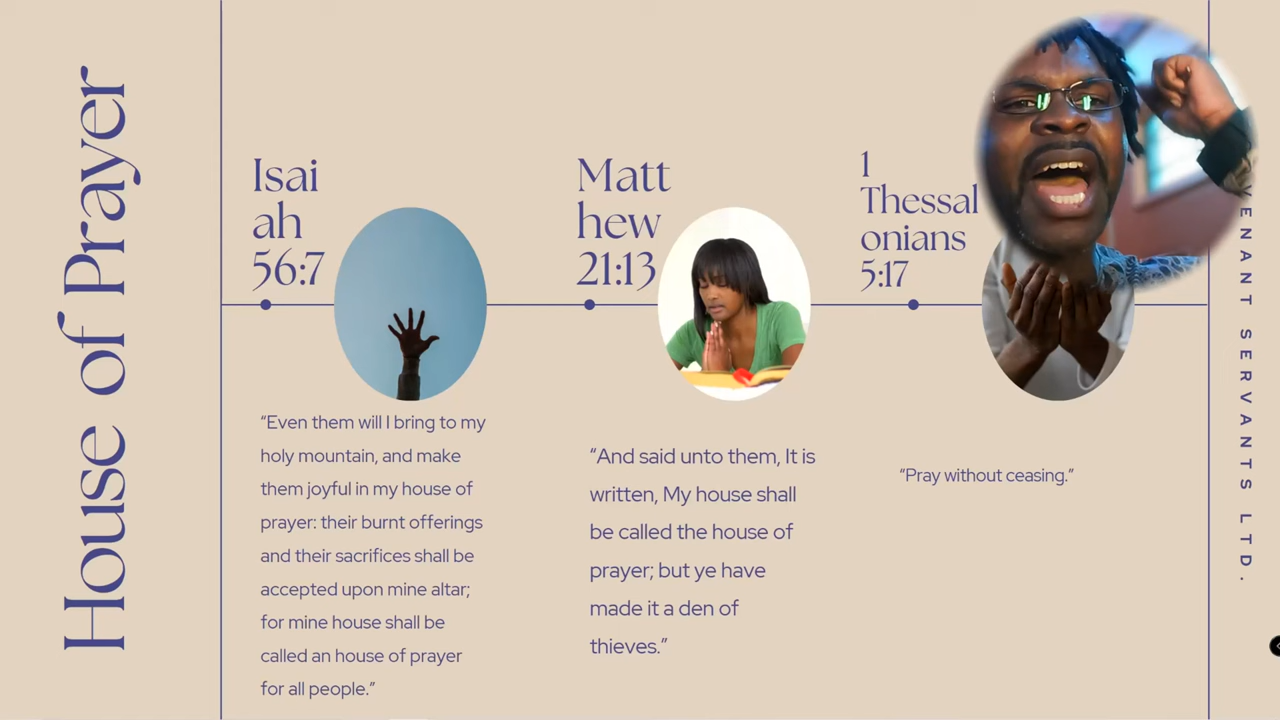 House of Prayer
Isai
ah
56:7
“Even them will I bring to my
holy mountain, and make
them joyful in my house of
prayer: their burnt offerings
and their sacrifices shall be
accepted upon mine altar;
for mine house shall be
called an house of prayer
for all people.”
Matt
hew
21:13
“And said unto them, It is
written, My house shall
be called the house of
prayer; but ye have
made it a den of
thieves.”
1
Thessal
onians
5:17
“Pray without ceasing.”
VENANT SERVANTS LTD.